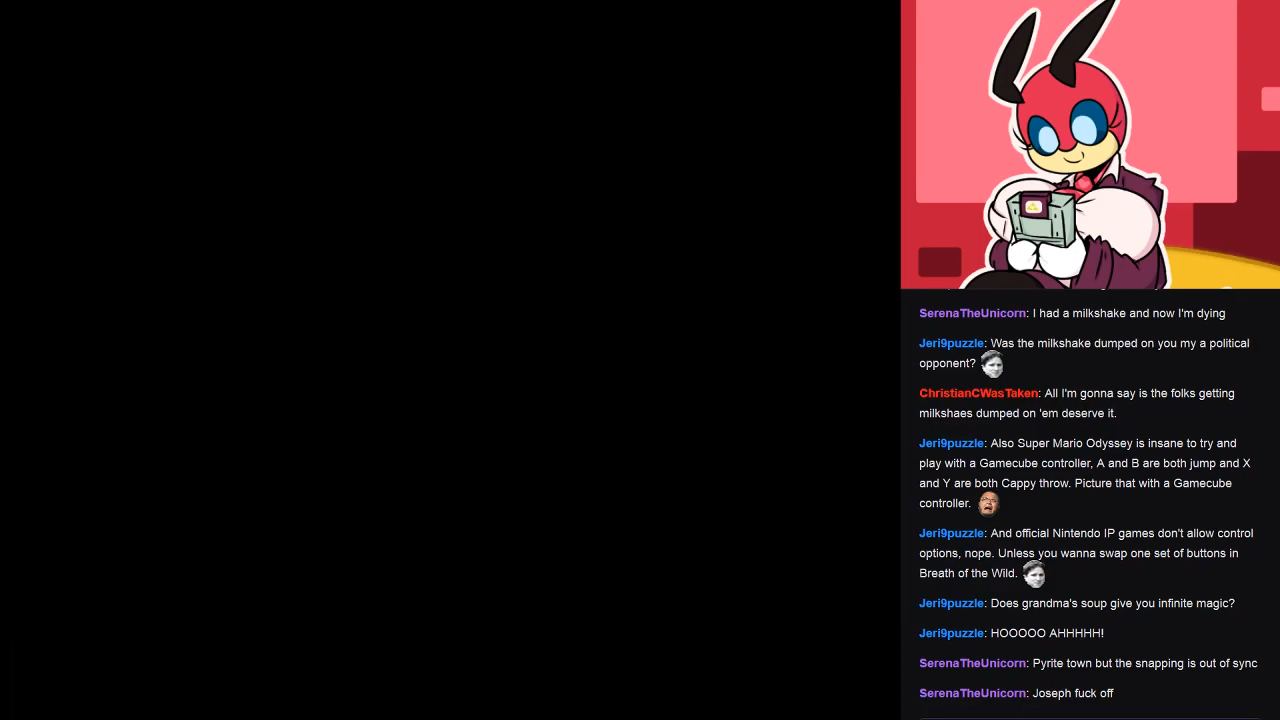 SerenaTheUnicorn: I had a milkshake and now I'm dying
Jeri9puzzle: Was the milkshake dumped on you my a political
opponent?
ChristianCWasTaken: All I'm gonna say is the folks getting
milkshaes dumped on 'em deserve it.
Jeri9puzzle: Also Super Mario Odyssey is insane to try and
play with a Gamecube controller, A and B are both jump and X
and Y are both Cappy throw. Picture that with a Gamecube
controller.
Jeri9puzzle: And official Nintendo IP games don't allow control
options, nope. Unless you wanna swap one set of buttons in
Breath of the Wild.
Jeri9puzzle: Does grandma's soup give you infinite magic?
Jeri9puzzle: HOOOOO AHHHHH!
SerenaTheUnicorn: Pyrite town but the snapping is out of sync
SerenaTheUnicorn: Joseph fuck off